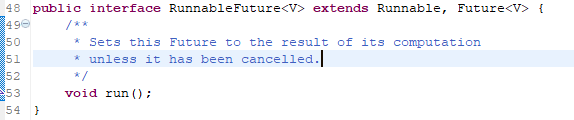 48 public interface RunnableFuture<V> extends Runnable, Future<V> {
49 /**
50 * Sets this Future to the result of its computation
51 * unless it has been cancelled.
52 */
53 void run();
54 }